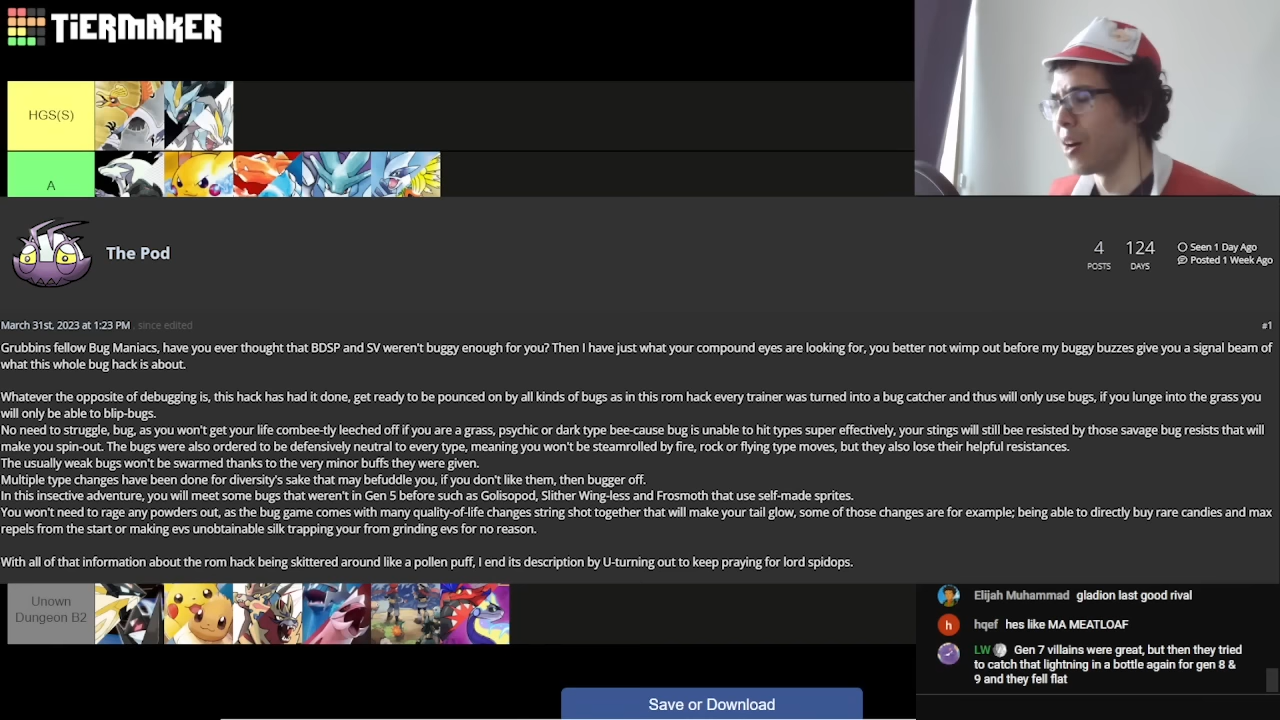 TIERMAKER
HGS(S)
A
The Pod
4
POSTS
124
DAYS
Seen 1 Day Ago
Posted 1 Week Ago
March 31st, 2023 at 1:23 PM . since edited
#1
Grubbins fellow Bug Maniacs, have you ever thought that BDSP and SV weren't buggy enough for you? Then I have just what your compound eyes are looking for, you better not wimp out before my buggy buzzes give you a signal beam of
what this whole bug hack is about.
Whatever the opposite of debugging is, this hack has had it done, get ready to be pounced on by all kinds of bugs as in this rom hack every trainer was turned into a bug catcher and thus will only use bugs, if you lunge into the grass you
will only be able to blip-bugs.
No need to struggle, bug, as you won't get your life combee-tly leeched off if you are a grass, psychic or dark type bee-cause bug is unable to hit types super effectively, your stings will still bee resisted by those savage bug resists that will
make you spin-out. The bugs were also ordered to be defensively neutral to every type, meaning you won't be steamrolled by fire, rock or flying type moves, but they also lose their helpful resistances.
The usually weak bugs won't be swarmed thanks to the very minor buffs they were given.
Multiple type changes have been done for diversity's sake that may befuddle you, if you don't like them, then bugger off.
In this insective adventure, you will meet some bugs that weren't in Gen 5 before such as Golisopod, Slither Wing-less and Frosmoth that use self-made sprites.
You won't need to rage any powders out, as the bug game comes with many quality-of-life changes string shot together that will make your tail glow, some of those changes are for example; being able to directly buy rare candies and max
repels from the start or making evs unobtainable silk trapping your from grinding evs for no reason.
With all of that information about the rom hack being skittered around like a pollen puff, I end its description by U-turning out to keep praying for lord spidops.
Unown
Dungeon B2
Elijah Muhammad gladion last good rival
h hqef hes like MA MEATLOAF
LW Gen 7 villains were great, but then they tried
to catch that lightning in a bottle again for gen 8 &
9 and they fell flat
Save or Download